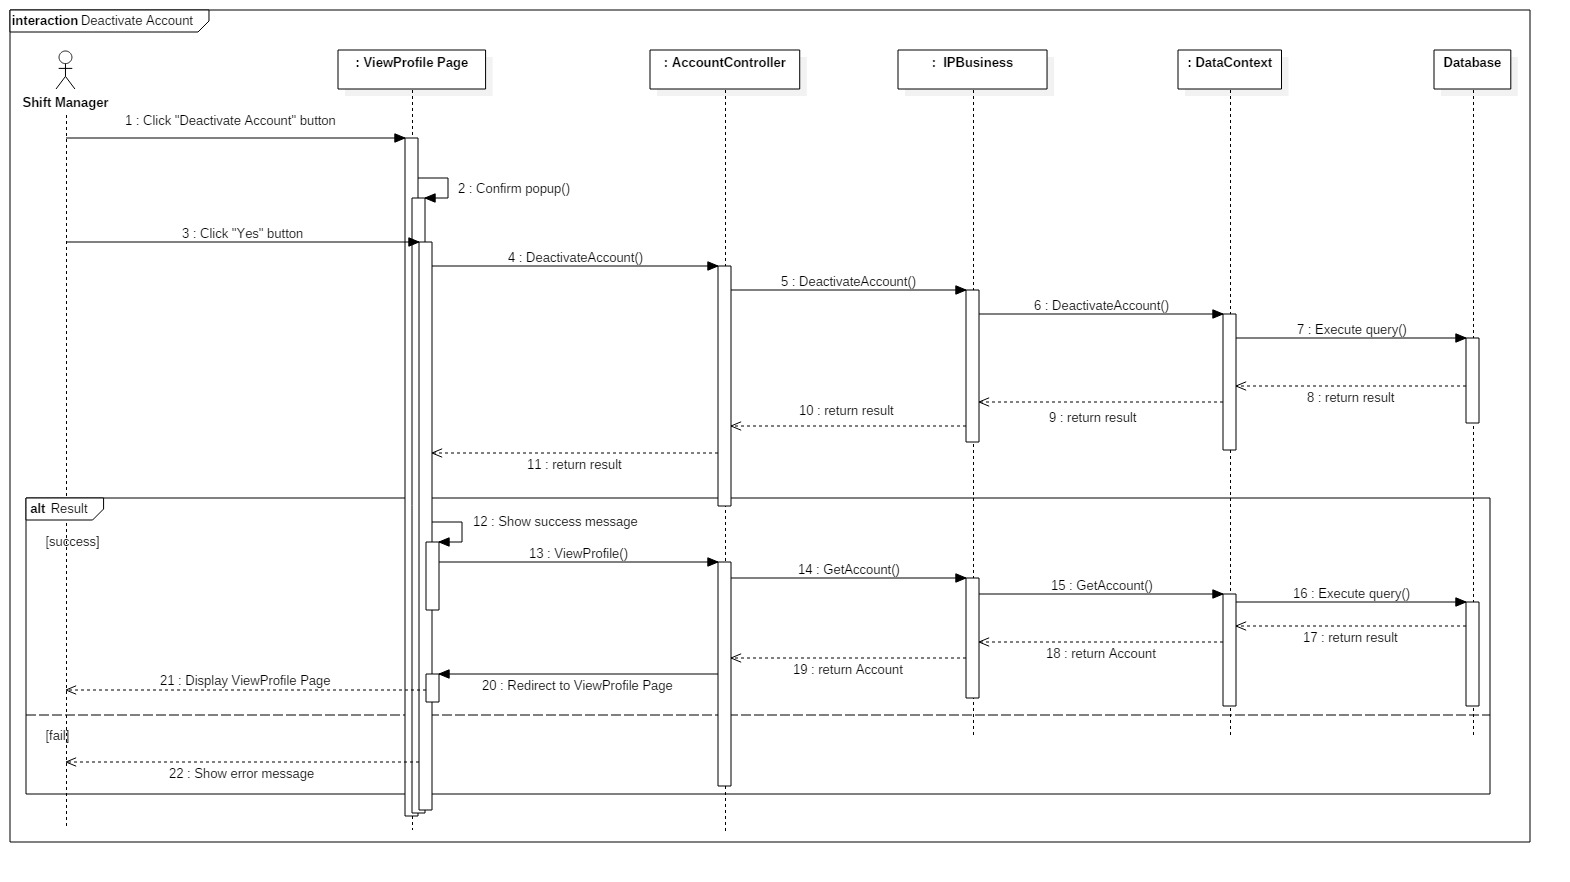 interaction Deactivate Account
Shift Manager
: ViewProfile Page
: AccountController
: IPBusiness
: DataContext
Database
1 : Click "Deactivate Account" button
2 : Confirm popup()
3 : Click "Yes" button
4 : DeactivateAccount()
5 : DeactivateAccount()
6 : DeactivateAccount()
7 : Execute query()
8 : return result
9 : return result
10 : return result
11 : return result
alt Result
[success]
12 : Show success message
13 : ViewProfile()
14 : GetAccount()
15 : GetAccount()
16 : Execute query()
17 : return result
18 : return Account
19 : return Account
20 : Redirect to ViewProfile Page
21 : Display ViewProfile Page
[fail]
22 : Show error message